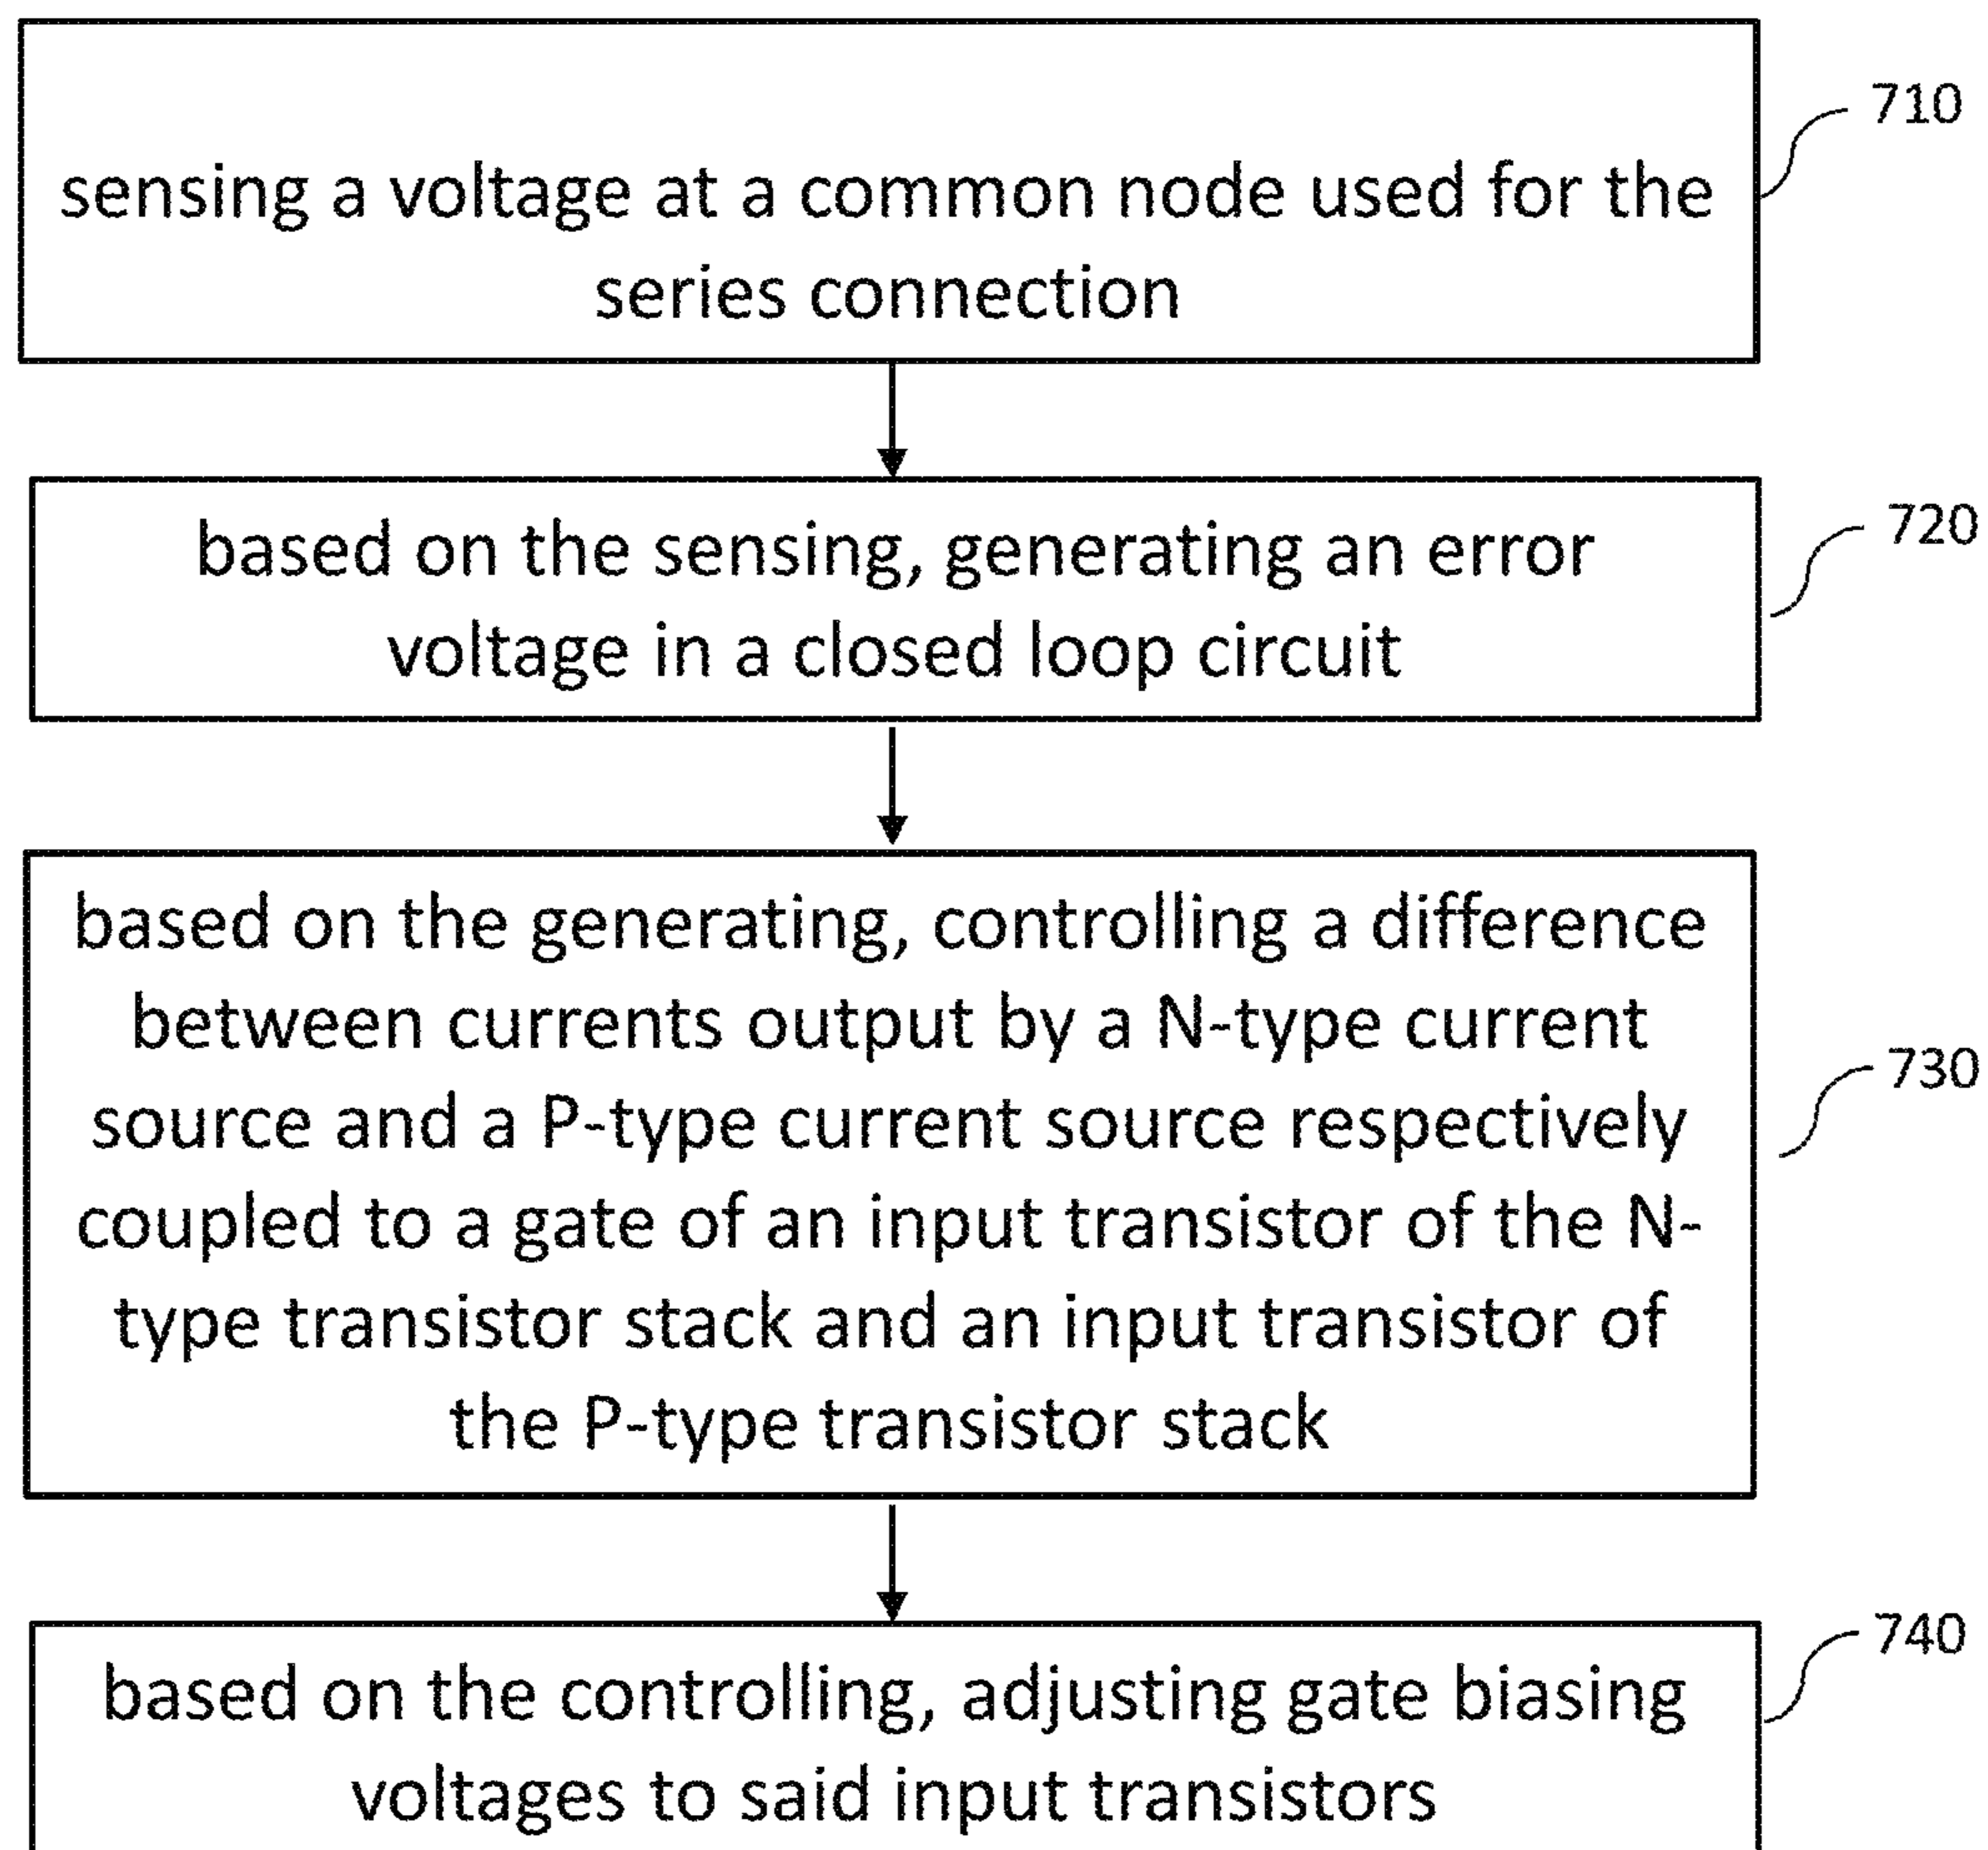 710
sensing a voltage at a common node used for the
series connection
720
based on the sensing, generating an error
voltage in a closed loop circuit
based on the generating, controlling a difference
between currents output by a N-type current
730
source and a P-type current source respectively
coupled to a gate of an input transistor of the N-
type transistor stack and an input transistor of
the P-type transistor stack
740
based on the controlling, adjusting gate biasing
voltages to said input transistors